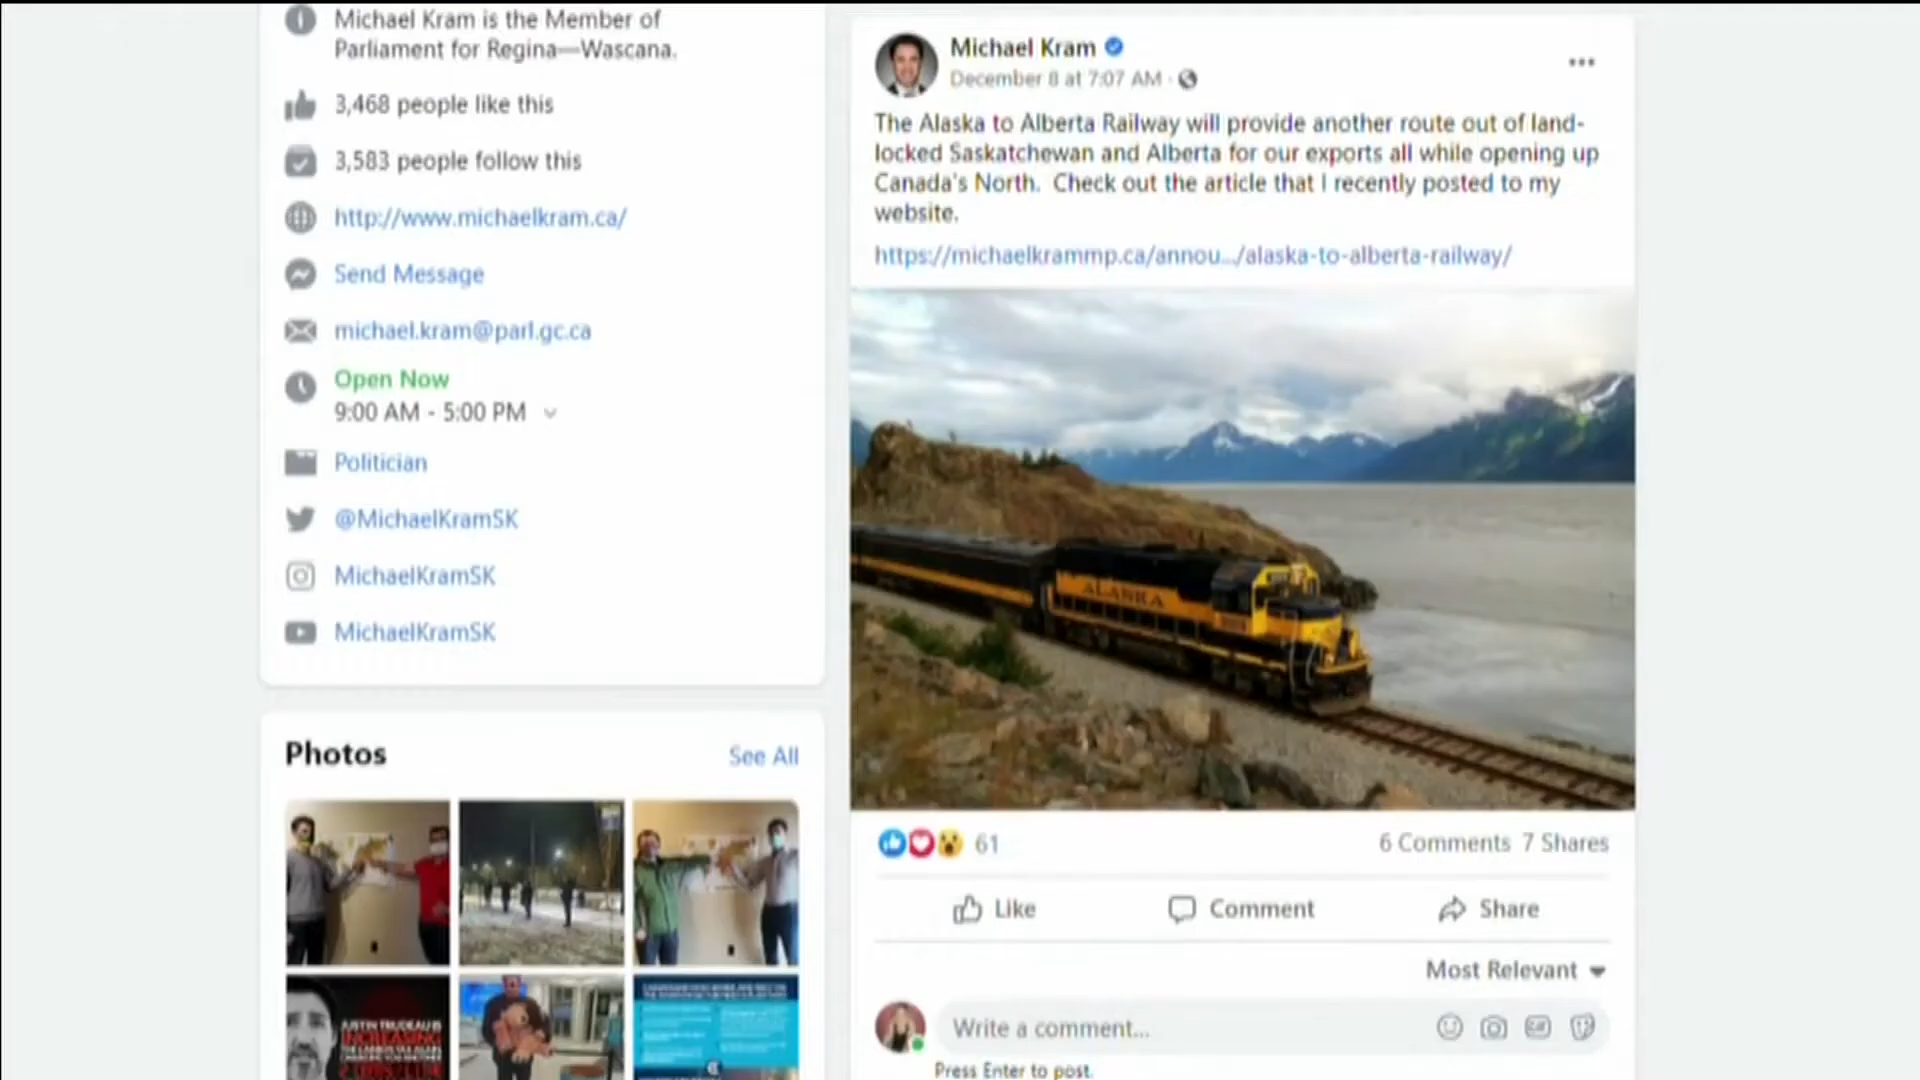 Michael Kram is the Member of
Parliament for Regina—Wascana.
3,468 people like this
3,583 people follow this
http://www.michaelkram.ca/
Send Message
michael.kram@parl.gc.ca
Open Now
9:00 AM - 5:00 PM
Politician
@MichaelKramSK
MichaelKramSK
MichaelKramSK
Photos
See All
JUSTIN TRUDEAU IS
INCREASING
Michael Kram
December 8 at 7:07 AM ·
The Alaska to Alberta Railway will provide another route out of land-
locked Saskatchewan and Alberta for our exports all while opening up
Canada's North. Check out the article that I recently posted to my
website.
https://michaelkrammp.ca/annou.../alaska-to-alberta-railway/
ALASKA
61
6 Comments 7 Shares
Like
Comment
Share
Most Relevant
Write a comment...
GIF
Press Enter to post.